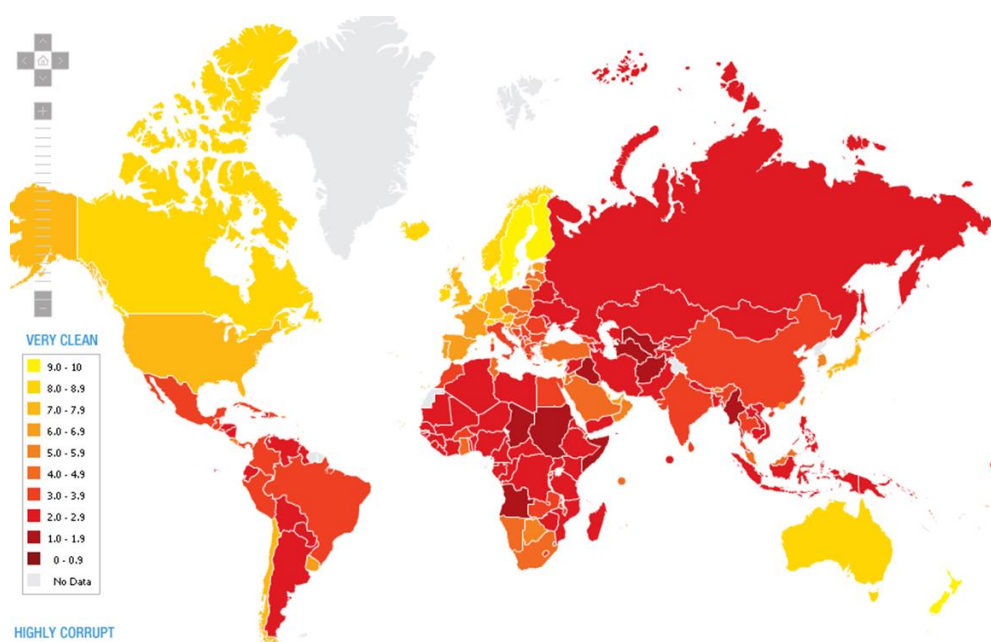 VERY CLEAN
9.0 - 10
8.0 - 8.9
7.0 - 7.9
6.0 - 6.9
5.0 - 5.9
4.0 - 4.9
3.0 - 3.9
2.0 - 2.9
1.0 - 1.9
0 - 0.9
No Data
HIGHLY CORRUPT